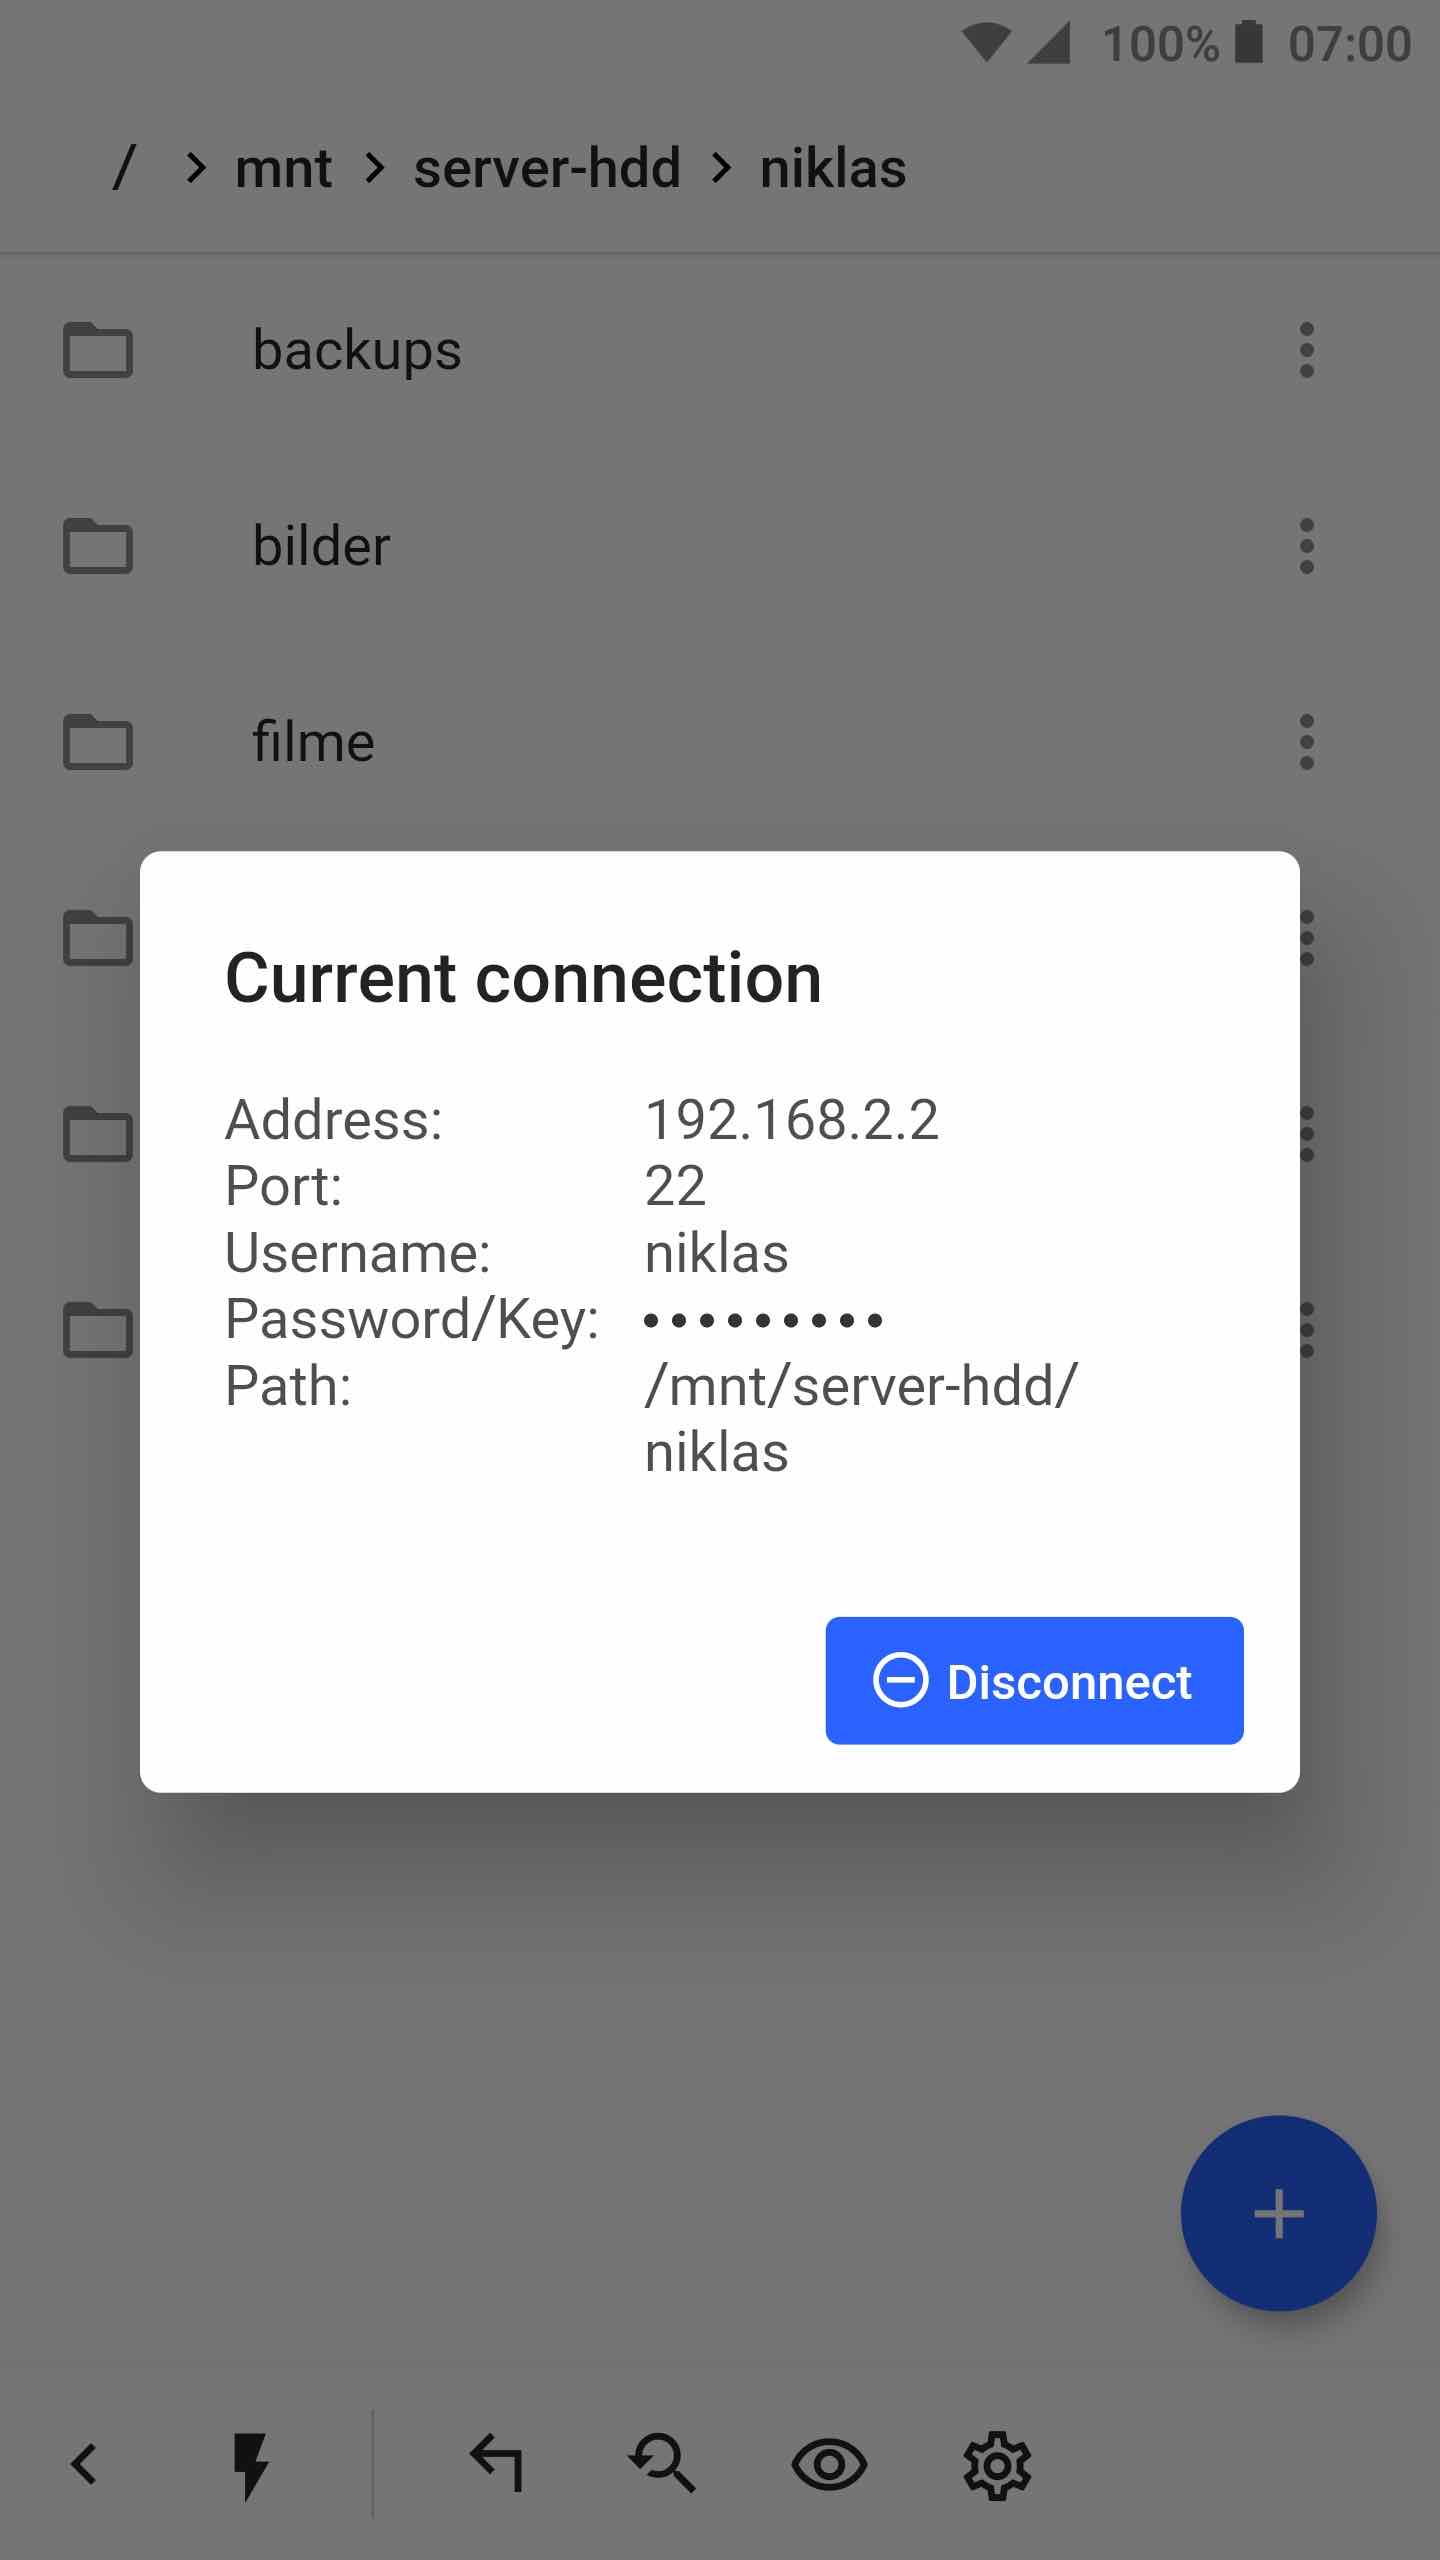 100% 07:00
/ > mnt > server-hdd > niklas
backups
bilder
filme
Current connection
Address: 192.168.2.2
Port: 22
Username: niklas
Password/Key: •••••••••
Path: /mnt/server-hdd/
niklas
Disconnect